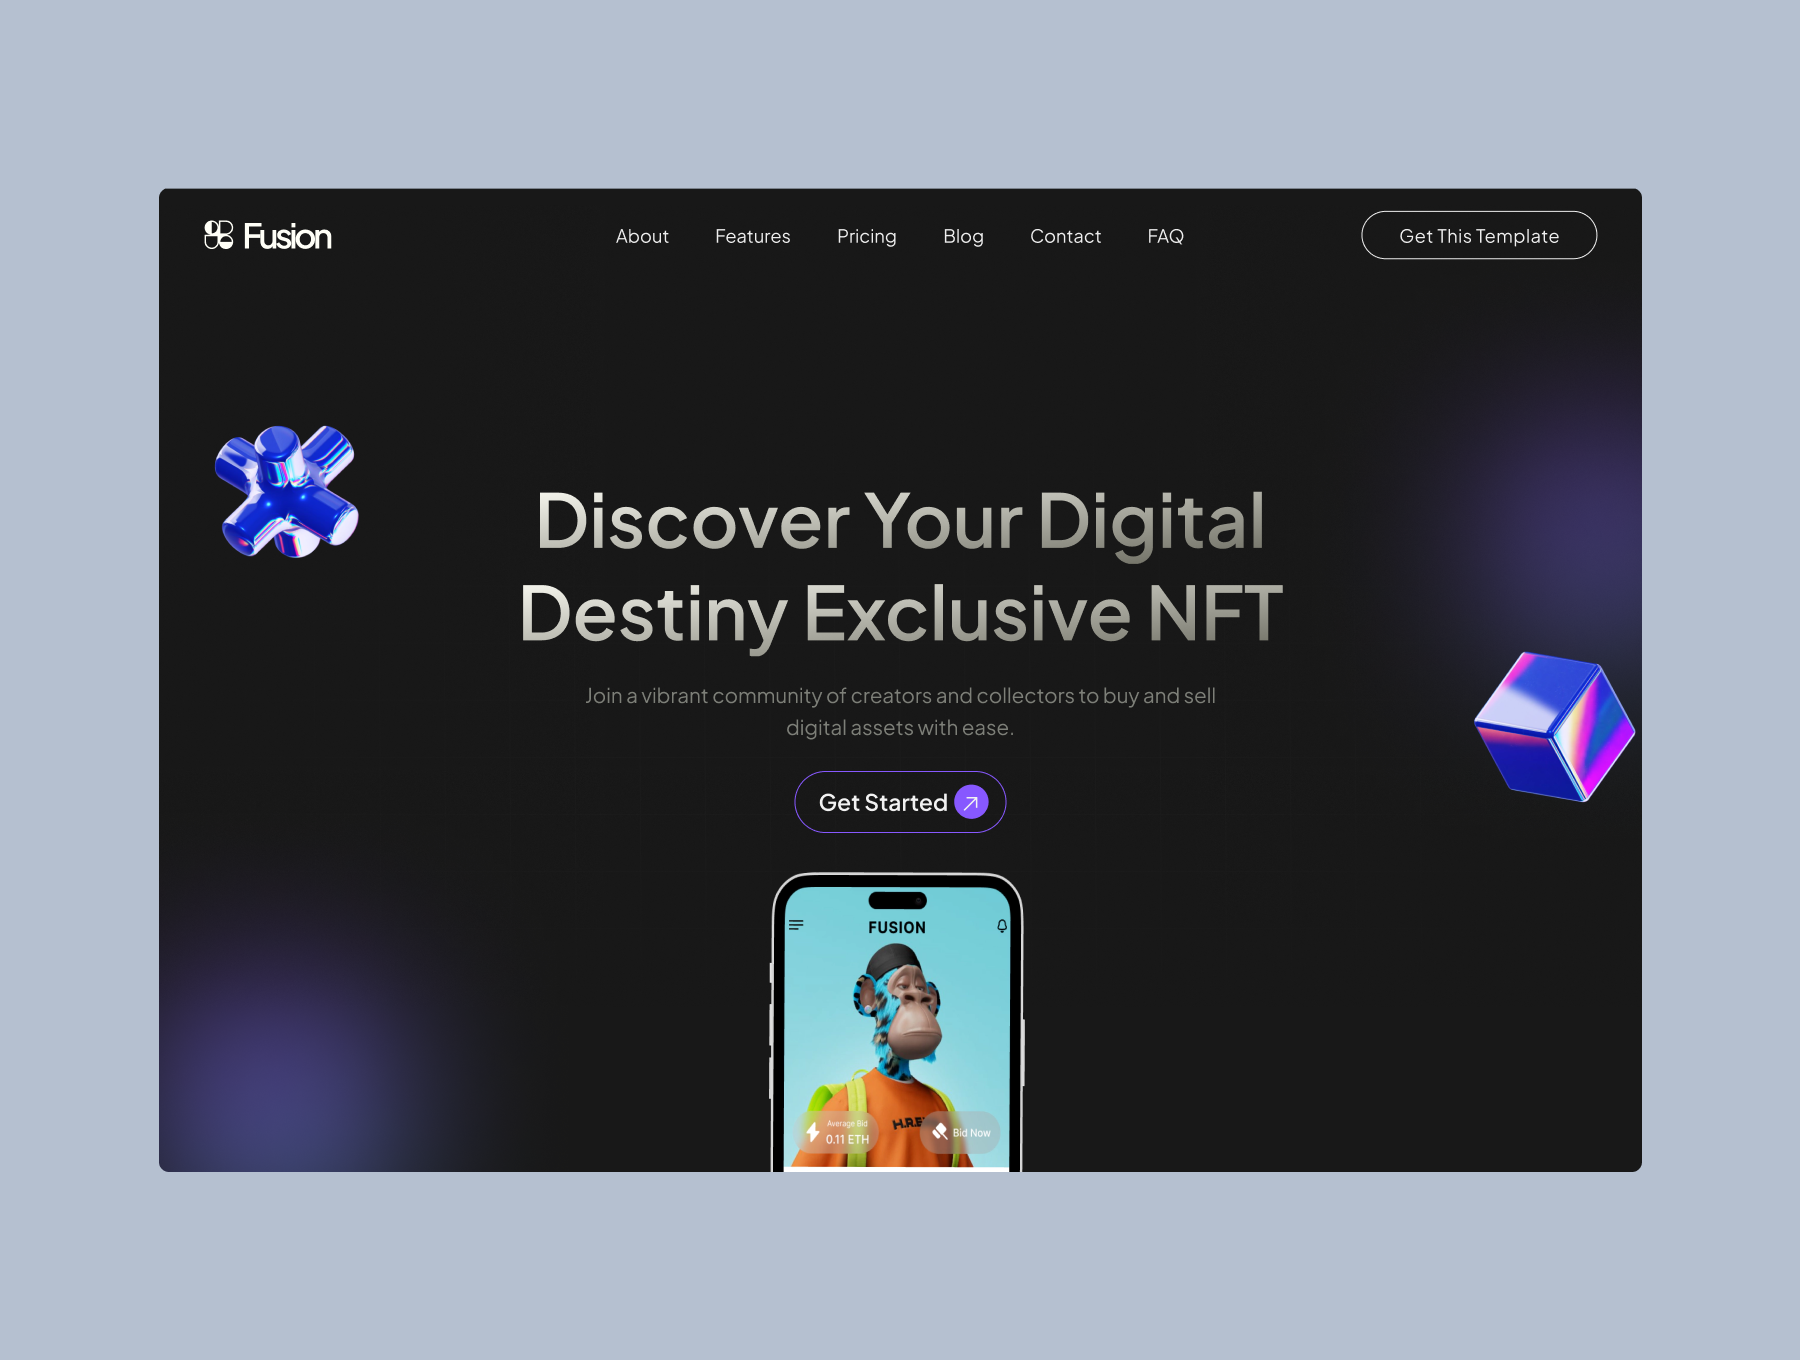 Fusion
About
Features
Pricing
Blog
Contact
FAQ
Get This Template
Discover Your Digital
Destiny Exclusive NFT
Join a vibrant community of creators and collectors to buy and sell
digital assets with ease.
Get Started
FUSION
Average Bid
0.11 ETH
Bid Now